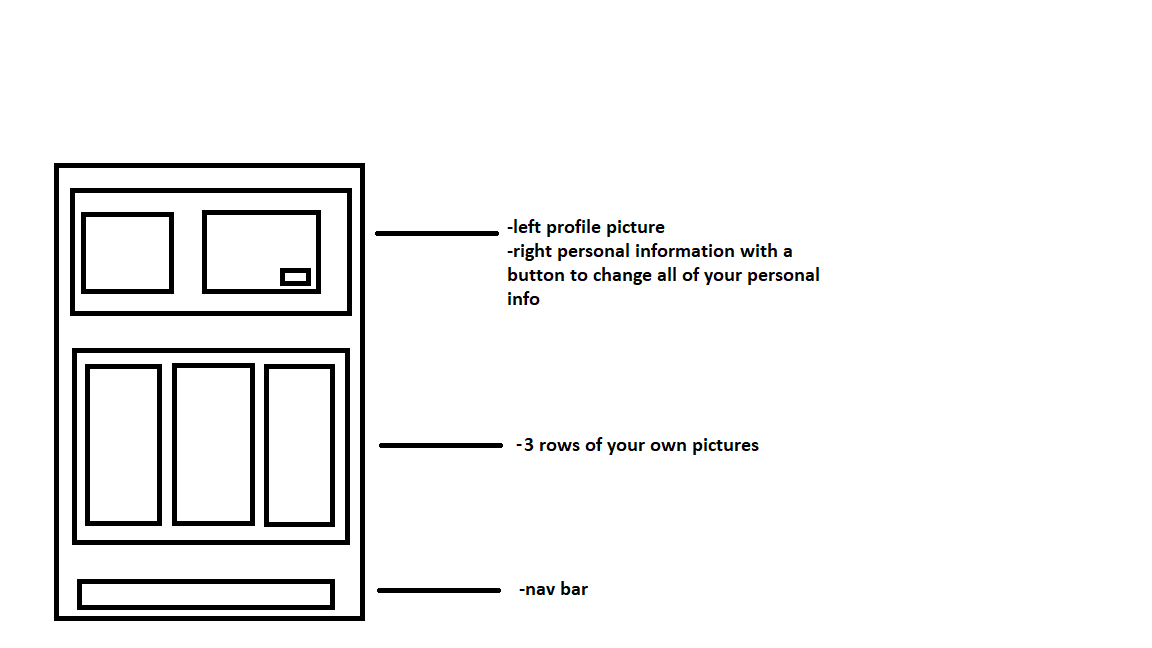 -left profile picture
-right personal information with a
button to change all of your personal
info
-3 rows of your own pictures
-nav bar